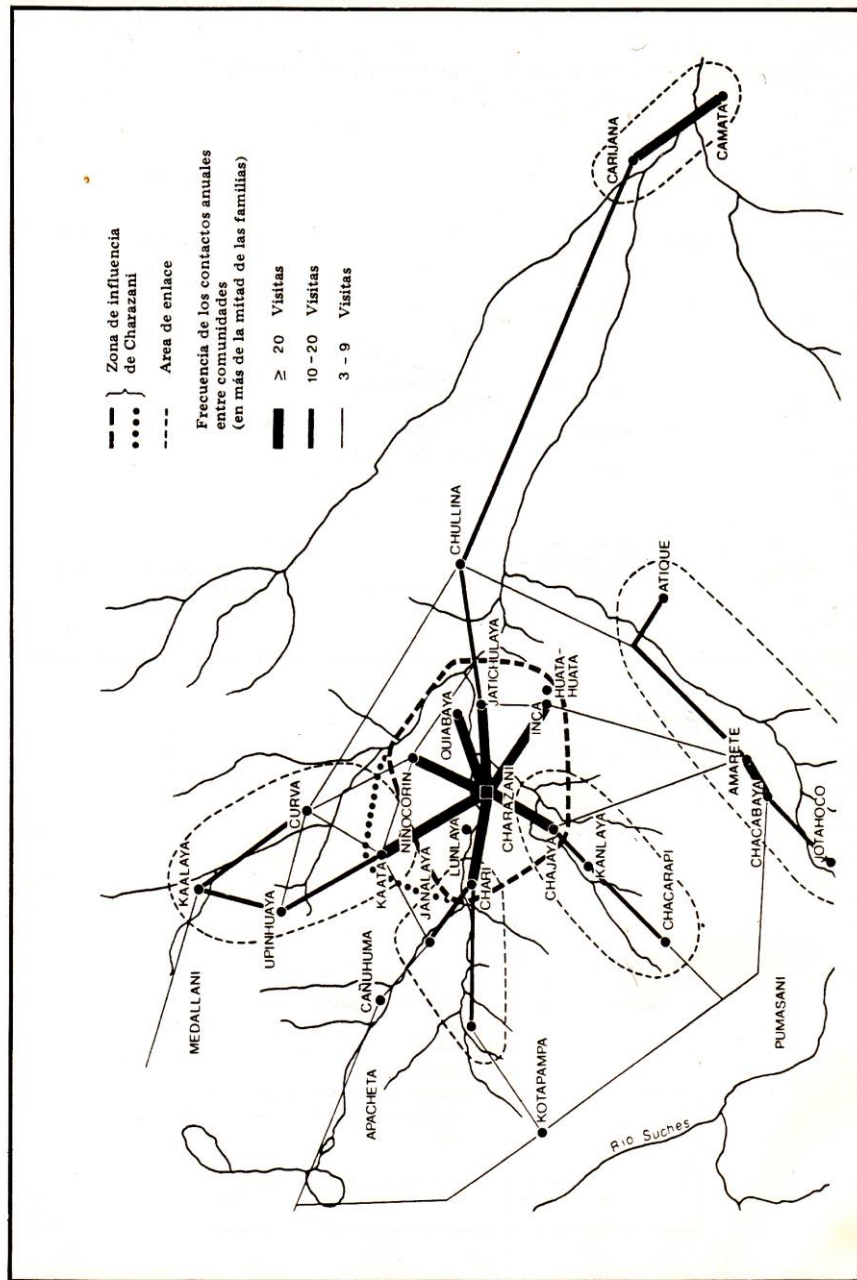 Zona de influencia
de Charazani
Area de enlace
Frecuencia de los contactos anuales
entre comunidades
(en más de la mitad de las familias)
≥ 20 Visitas
10 - 20 Visitas
3 - 9 Visitas
KAALAYA
MEDALLANI
CURVA
UPINHUAYA
CAÑUHUMA
KAATA
NIÑOCORIN
APACHETA
JANALAYA
LUNLAYA
QUIABAYA
CHULLINA
CHARI
CHARAZANI
JATICHULAYA
KOTAPAMPA
CHAJAYA
INCA
HUATA-
HUATA
KANLAYA
CARIJANA
CAMATA
Rio Suches
CHACARAPI
ATIQUE
AMARETE
CHACABAYA
PUMASANI
JOTAHOCO